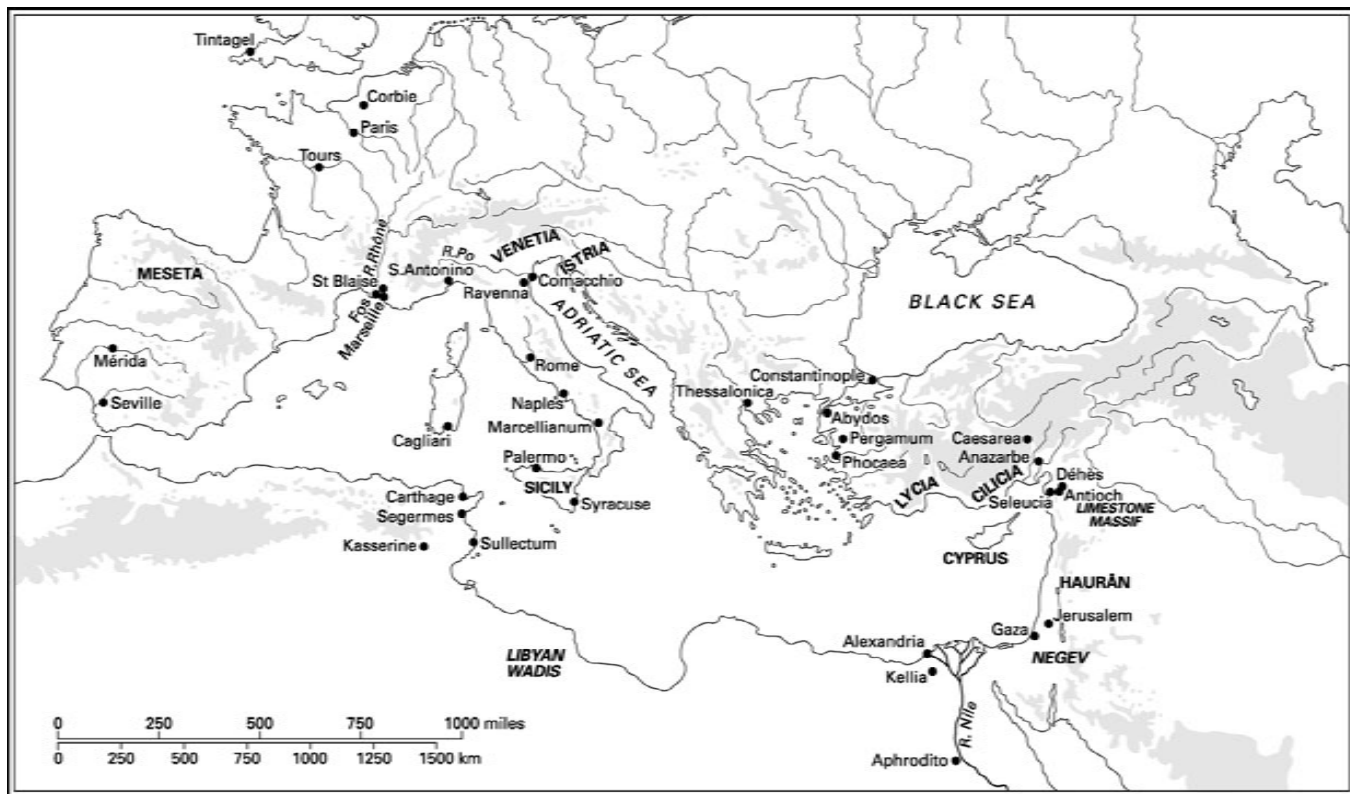 Tintagel
Corbie
Paris
Tours
R.Rhône
R.Po
VENETIA
ISTRIA
MESETA
St Blaise
S.Antonino
Ravenna
Comacchio
Fos
Marseille
ADRIATIC SEA
BLACK SEA
Mérida
Seville
Rome
Naples
Marcellianum
Cagliari
Palermo
SICILY
Syracuse
Thessalonica
Constantinople
Abydos
Pergamum
Phocaea
Caesarea
Anazarbe
LYCIA
CILICIA
Déhès
Antioch
Seleucia
LIMESTONE
MASSIF
Carthage
Segermes
Kasserine
Sullectum
CYPRUS
HAURĀN
Jerusalem
Gaza
NEGEV
LIBYAN
WADIS
Alexandria
Kellia
R. Nile
Aphrodito
0 250 500 750 1000 miles
0 250 500 750 1000 1250 1500 km